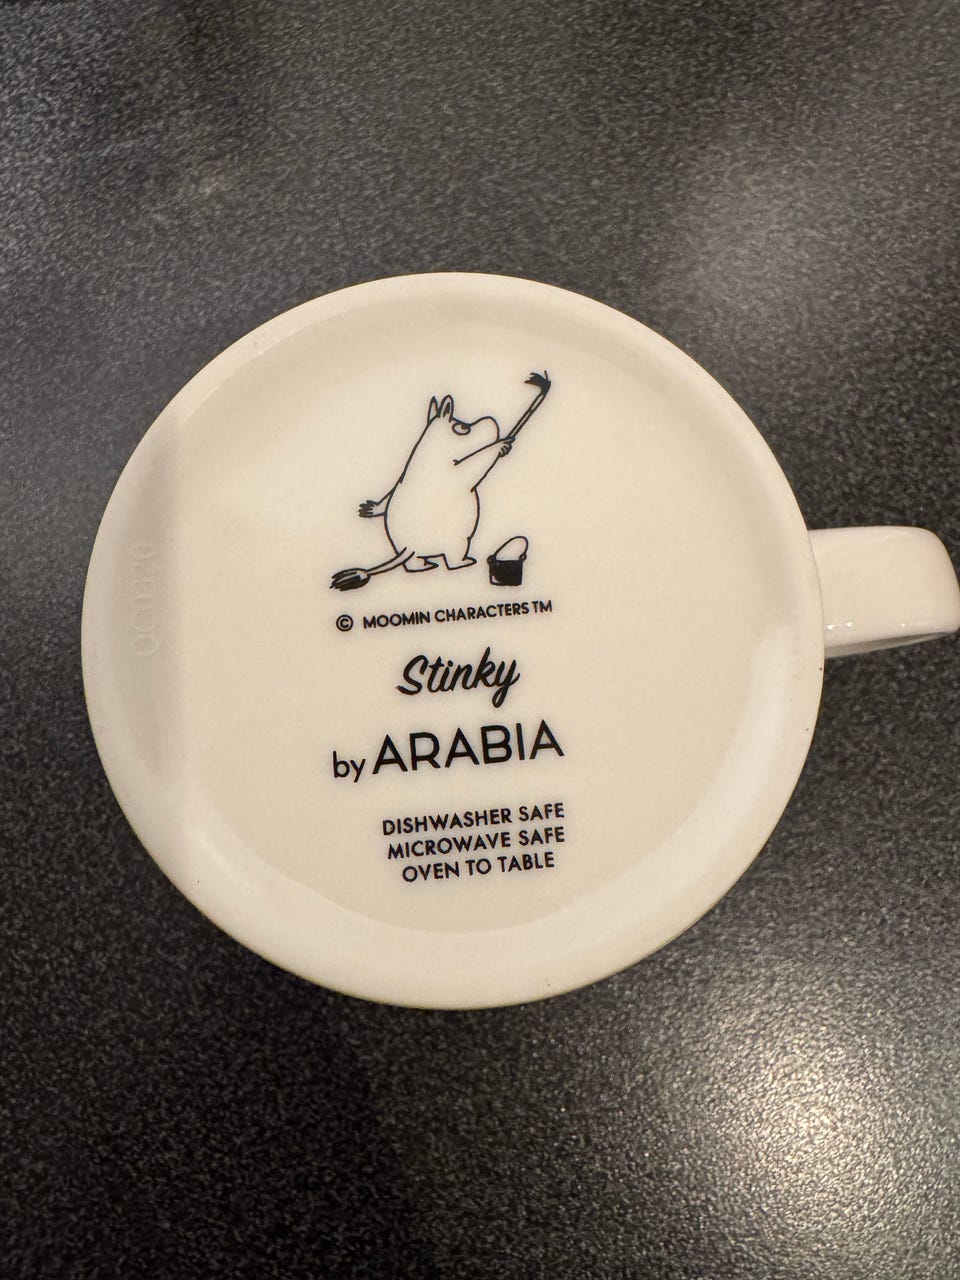 © MOOMIN CHARACTERS TM
Stinky
by ARABIA
DISHWASHER SAFE
MICROWAVE SAFE
OVEN TO TABLE